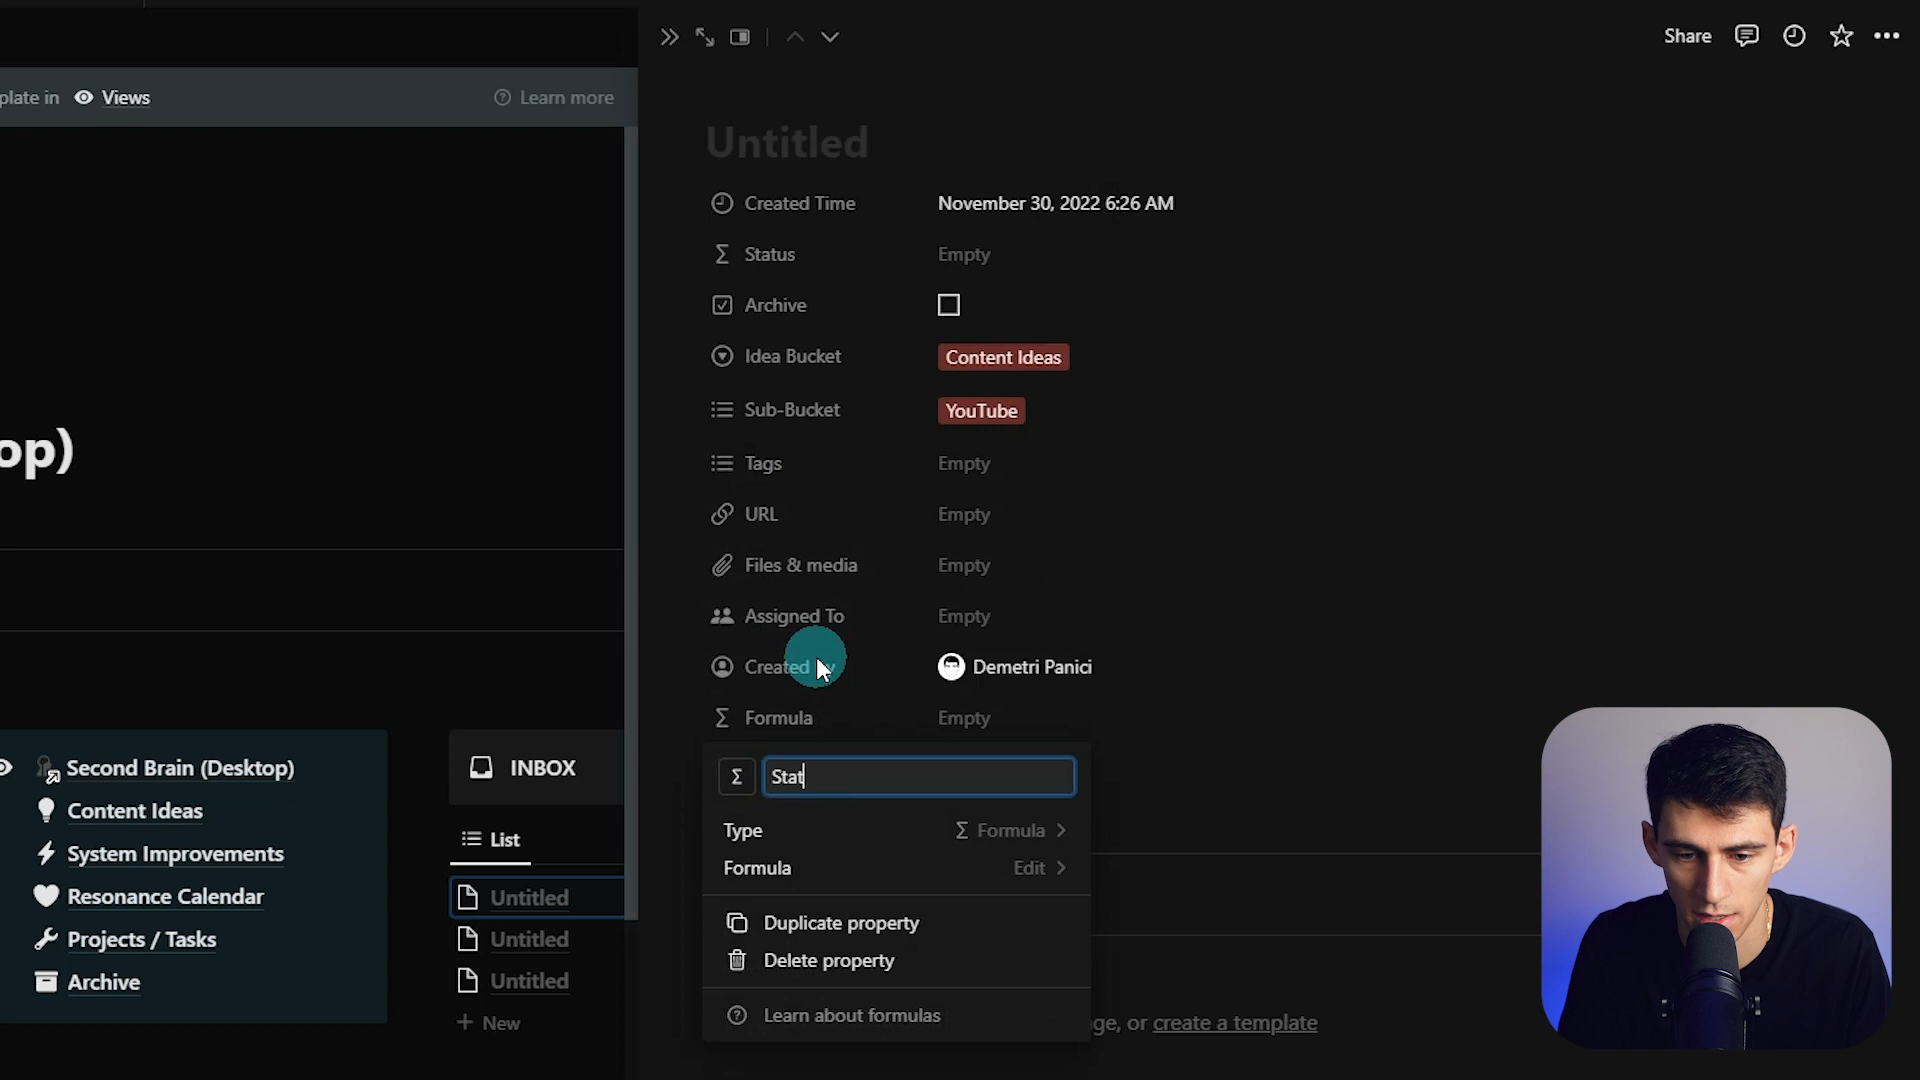 Share
plate in Views
Learn more
Untitled
Created Time November 30, 2022 6:26 AM
Status Empty
Archive
Idea Bucket Content Ideas
Sub-Bucket YouTube
Tags Empty
URL Empty
Files & media Empty
Assigned To Empty
Created by Demetri Panici
Formula Empty
Stat
Type Formula
Formula Edit
Duplicate property
Delete property
Learn about formulas
ge, or create a template
op)
Second Brain (Desktop)
Content Ideas
System Improvements
Resonance Calendar
Projects / Tasks
Archive
INBOX
List
Untitled
Untitled
Untitled
New